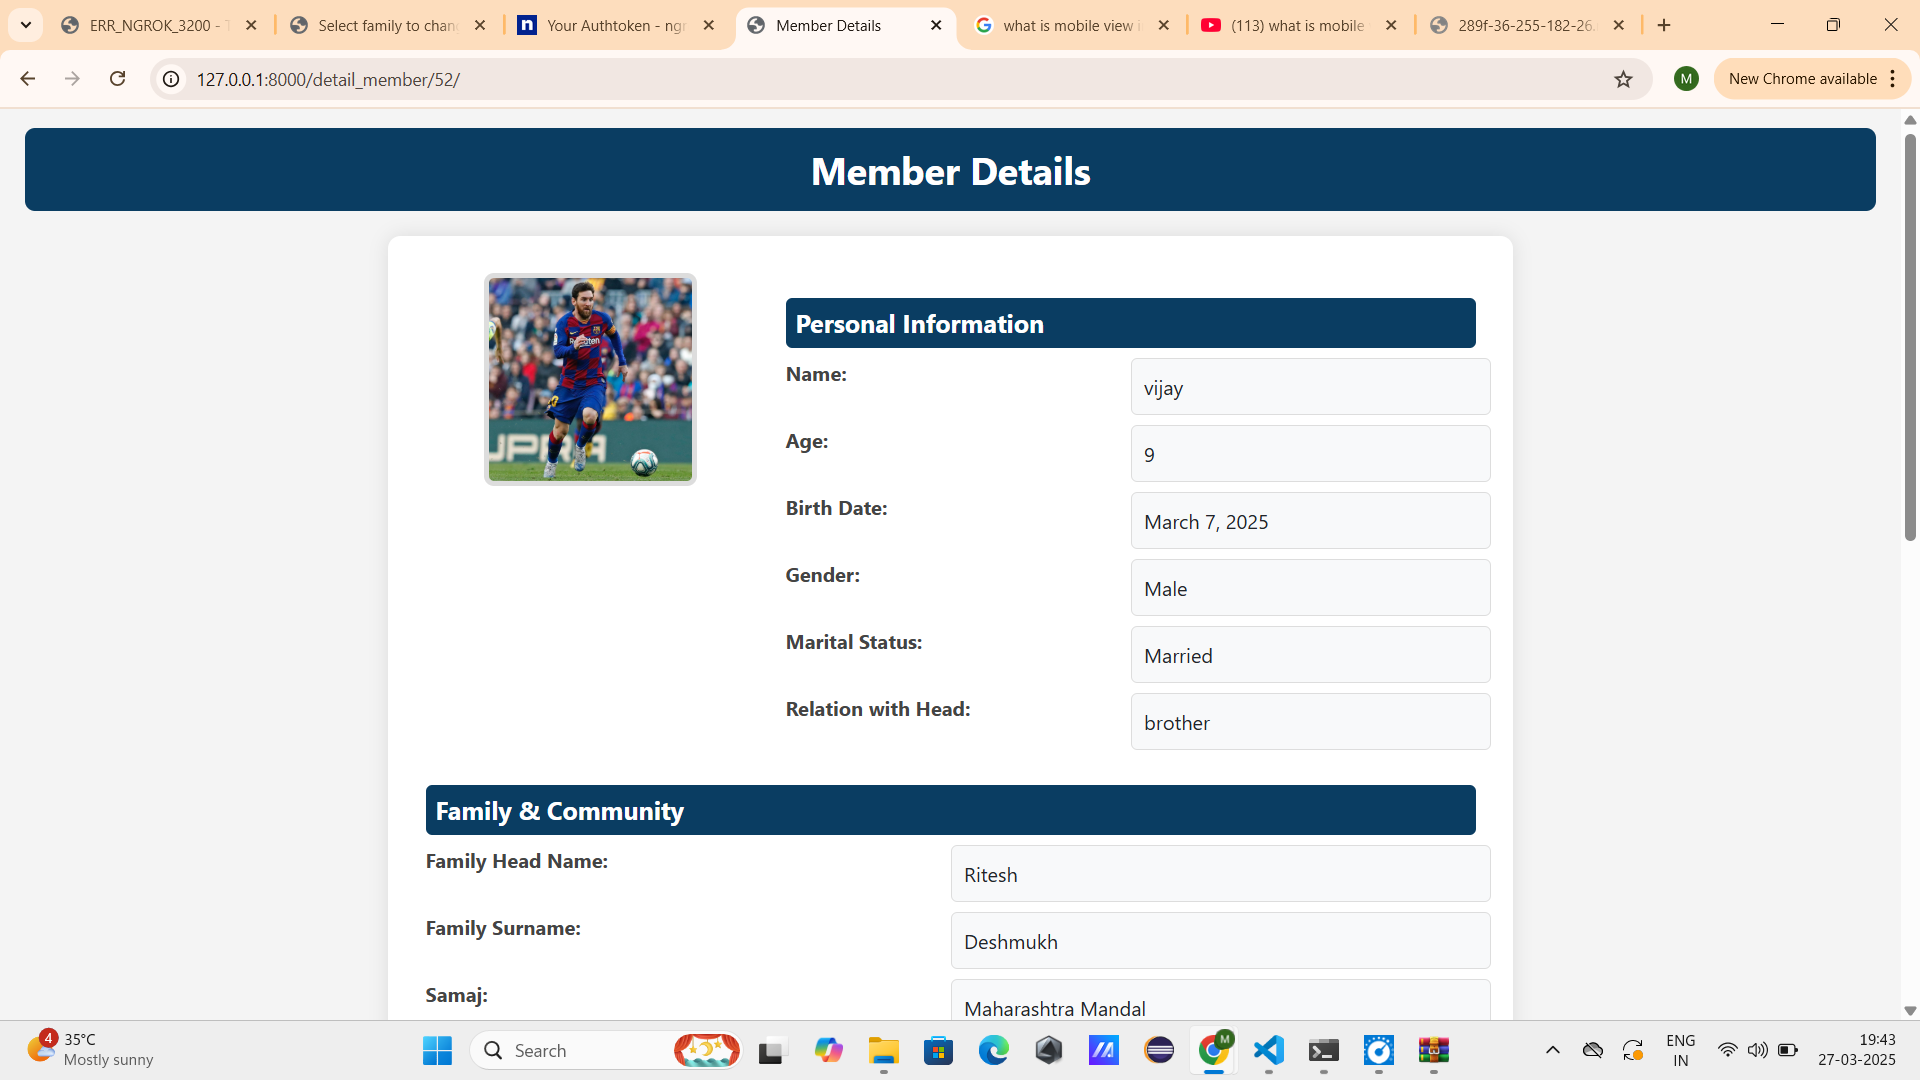 ERR_NGROK_3200 - T
Select family to chan
Your Authtoken - ngr
Member Details
what is mobile view i
(113) what is mobile
289f-36-255-182-26.
127.0.0.1:8000/detail_member/52/
M
New Chrome available
Member Details
Rakuten
UPRA
Personal Information
Name:
vijay
Age:
9
Birth Date:
March 7, 2025
Gender:
Male
Marital Status:
Married
Relation with Head:
brother
Family & Community
Family Head Name:
Ritesh
Family Surname:
Deshmukh
Samaj:
Maharashtra Mandal
4
35°C
Mostly sunny
Search
M
ENG
IN
19:43
27-03-2025